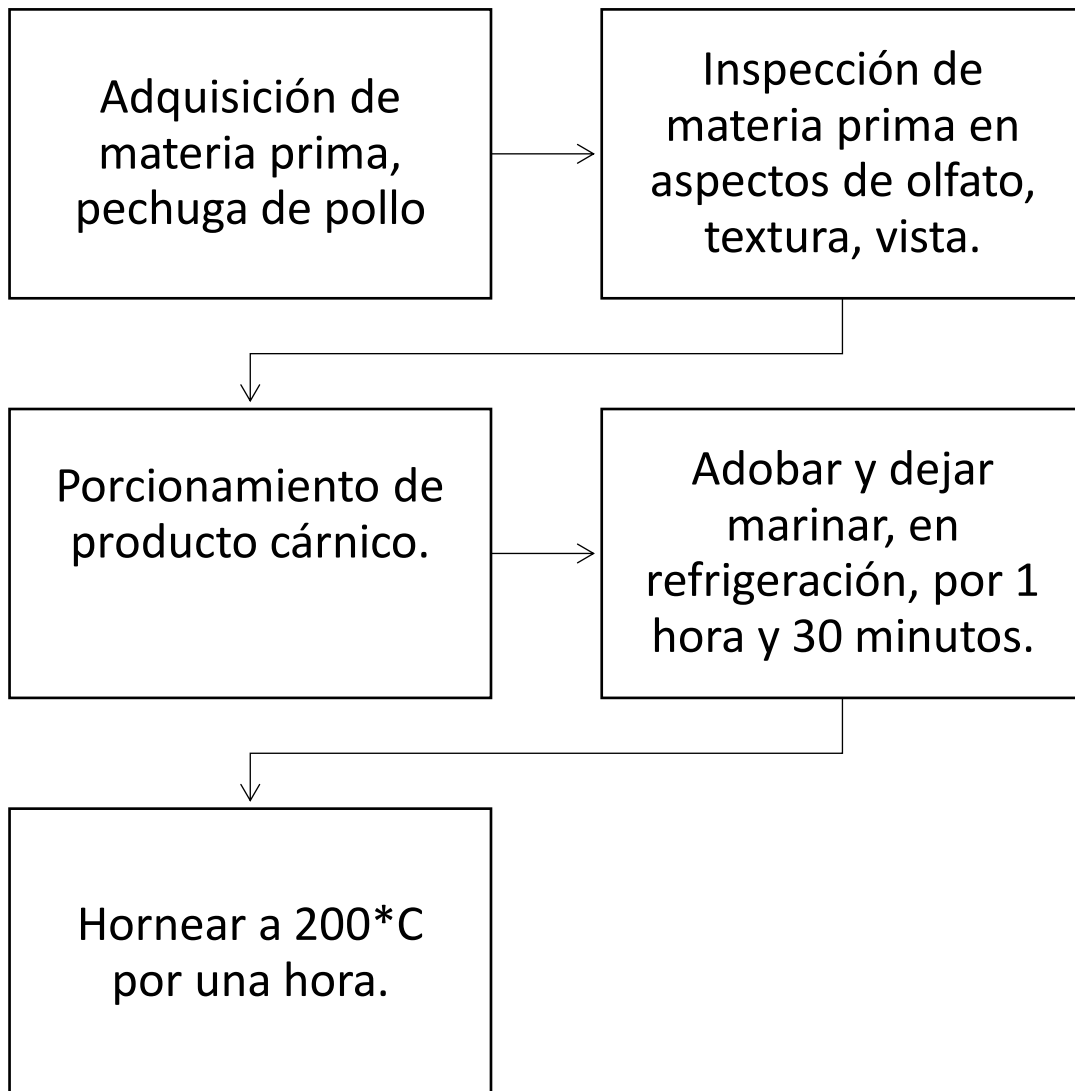 Adquisición de
materia prima,
pechuga de pollo
Inspección de
materia prima en
aspectos de olfato,
textura, vista.
Porcionamiento de
producto cárnico.
Adobar y dejar
marinar, en
refrigeración, por 1
hora y 30 minutos.
Hornear a 200*C
por una hora.